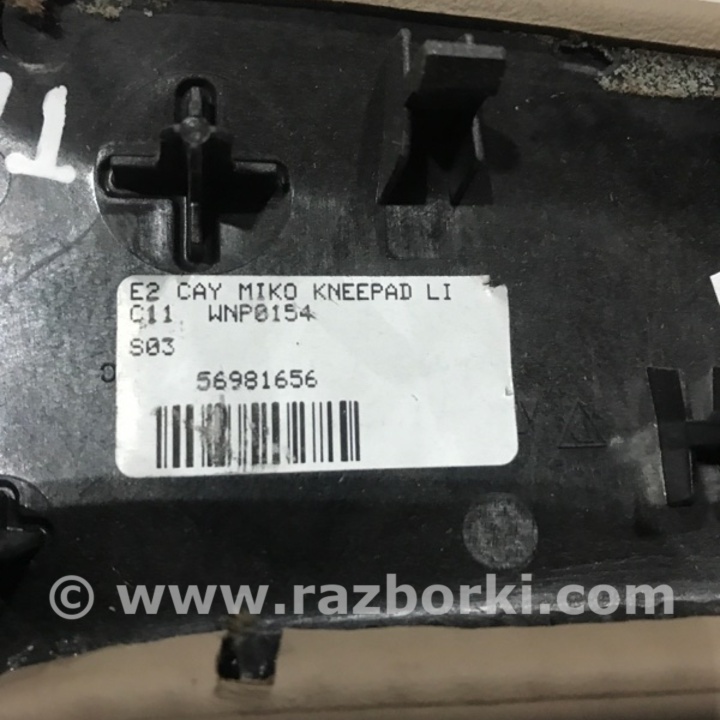 E2 CAY MIKO KNEEPAD LI
C11 WNP0154
S03
56981656
© www.razborki.com